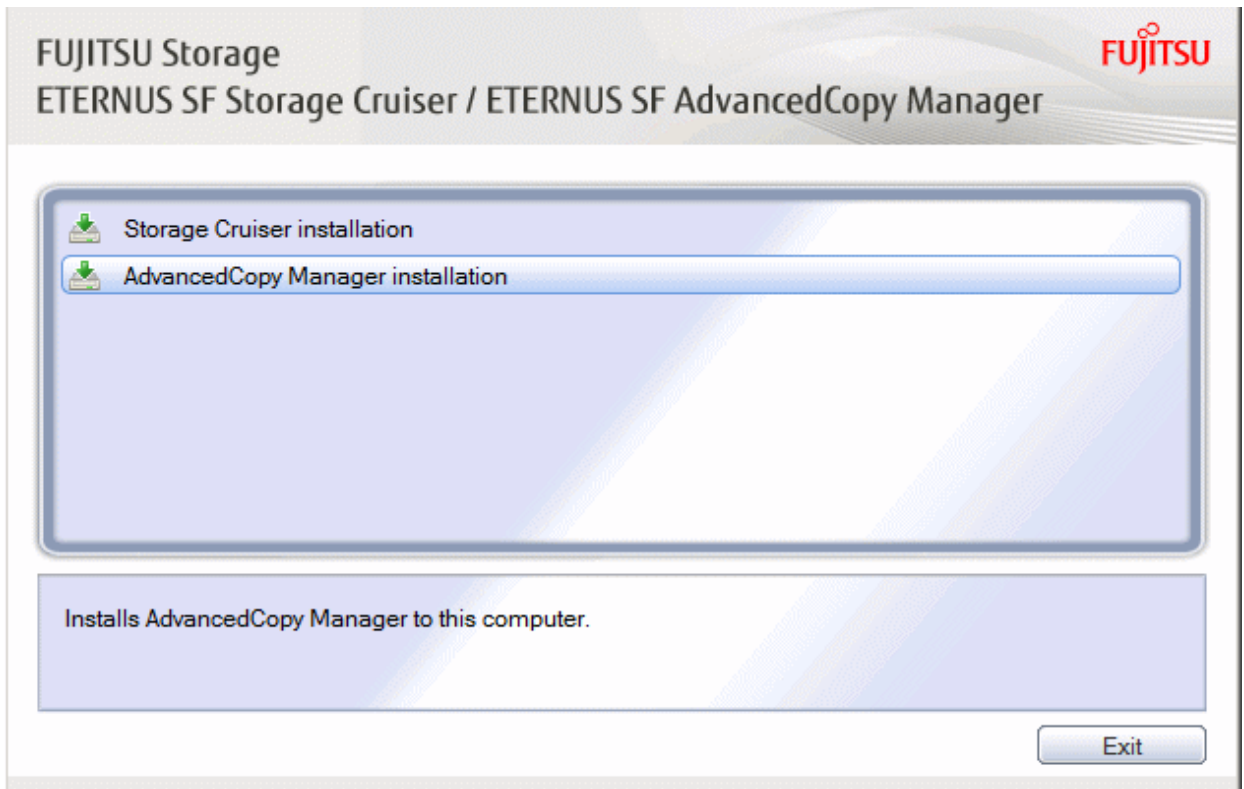 FUJITSU Storage
FUJITSU
ETERNUS SF Storage Cruiser / ETERNUS SF AdvancedCopy Manager
Storage Cruiser installation
AdvancedCopy Manager installation
Installs AdvancedCopy Manager to this computer.
Exit